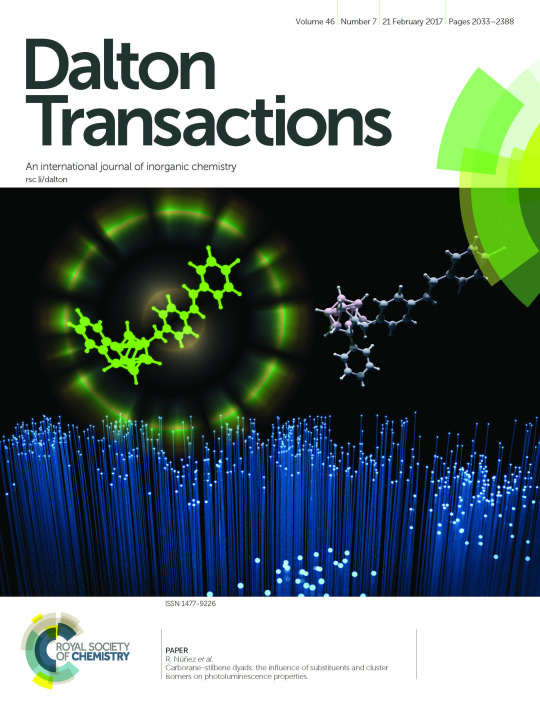 Volume 46 Number 7 21 February 2017 Pages 2033–2388
Dalton
Transactions
An international journal of inorganic chemistry
rsc.li/dalton
ISSN 1477-9226
ROYAL SOCIETY
OF CHEMISTRY
PAPER
R. Núñez et al.
Carborane–stilbene dyads: the influence of substituents and cluster
isomers on photoluminescence properties